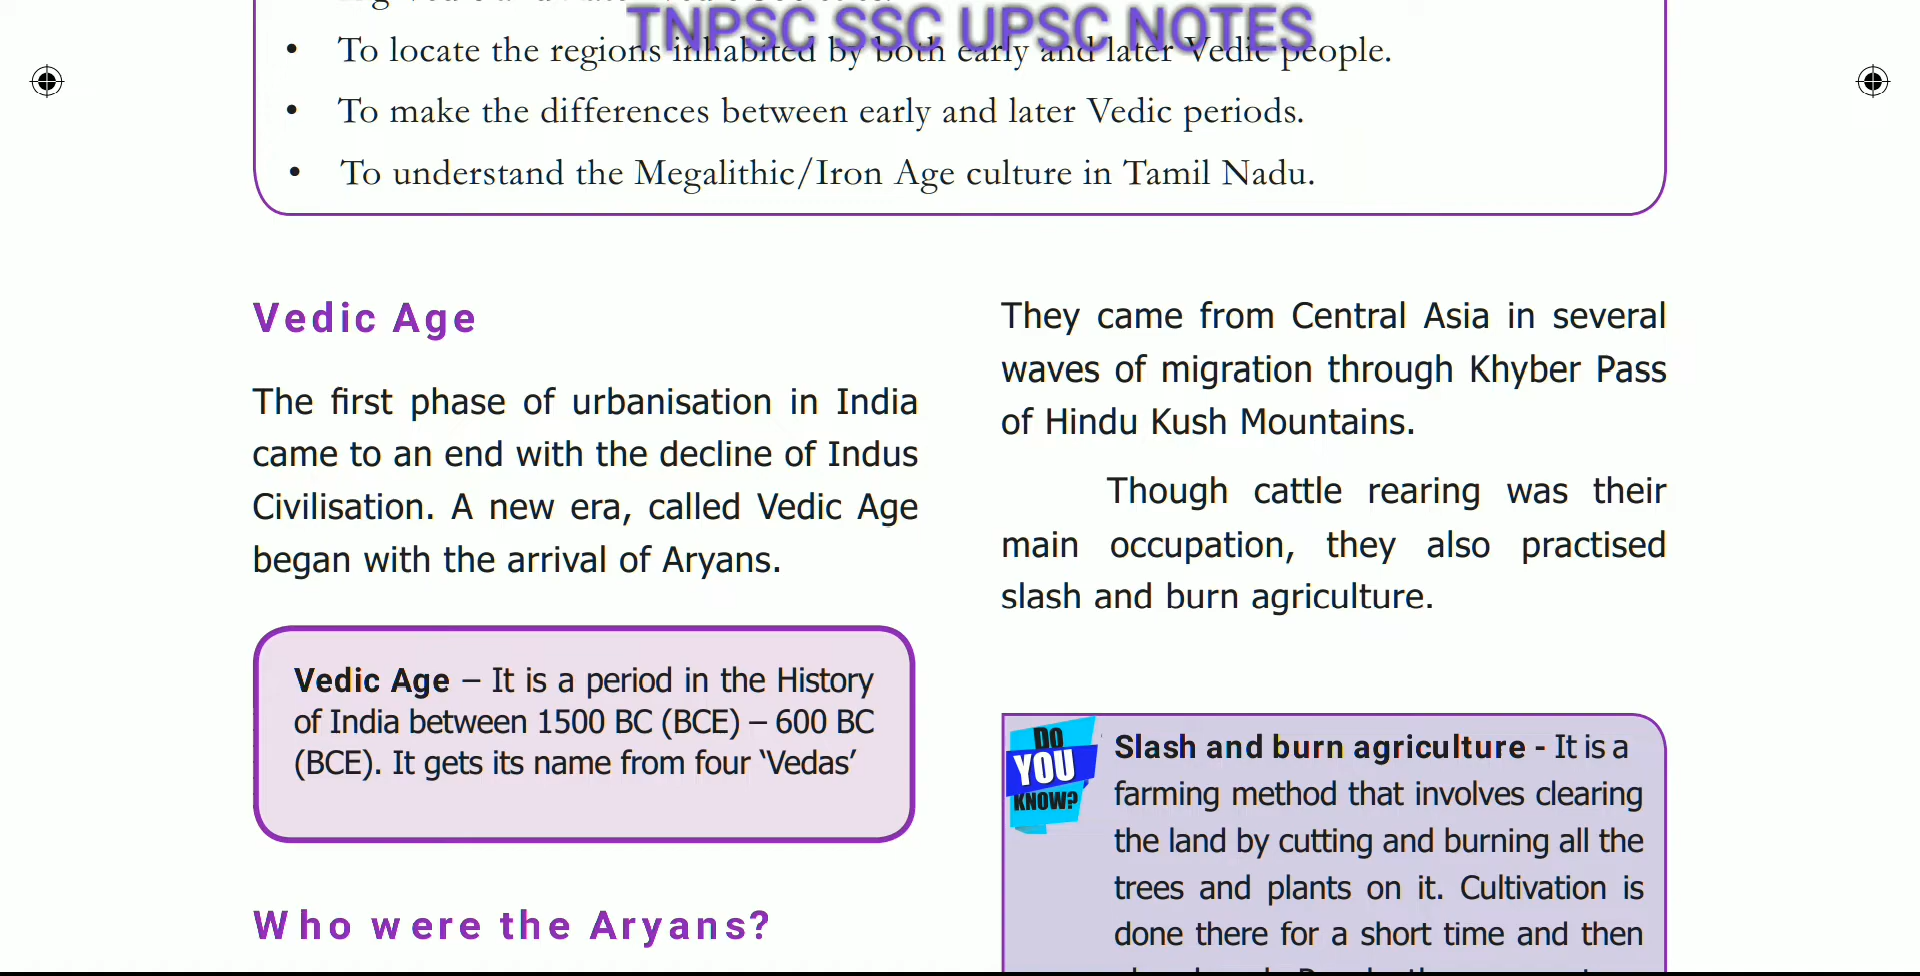 TNPSC SSC UPSC NOTES
• To locate the regions inhabited by both early and later Vedic people.
• To make the differences between early and later Vedic periods.
• To understand the Megalithic/Iron Age culture in Tamil Nadu.
Vedic Age
The first phase of urbanisation in India
came to an end with the decline of Indus
Civilisation. A new era, called Vedic Age
began with the arrival of Aryans.
Vedic Age – It is a period in the History
of India between 1500 BC (BCE) – 600 BC
(BCE). It gets its name from four ‘Vedas’
Who were the Aryans?
They came from Central Asia in several
waves of migration through Khyber Pass
of Hindu Kush Mountains.
Though cattle rearing was their
main occupation, they also practised
slash and burn agriculture.
DO
YOU
KNOW?
Slash and burn agriculture - It is a
farming method that involves clearing
the land by cutting and burning all the
trees and plants on it. Cultivation is
done there for a short time and then